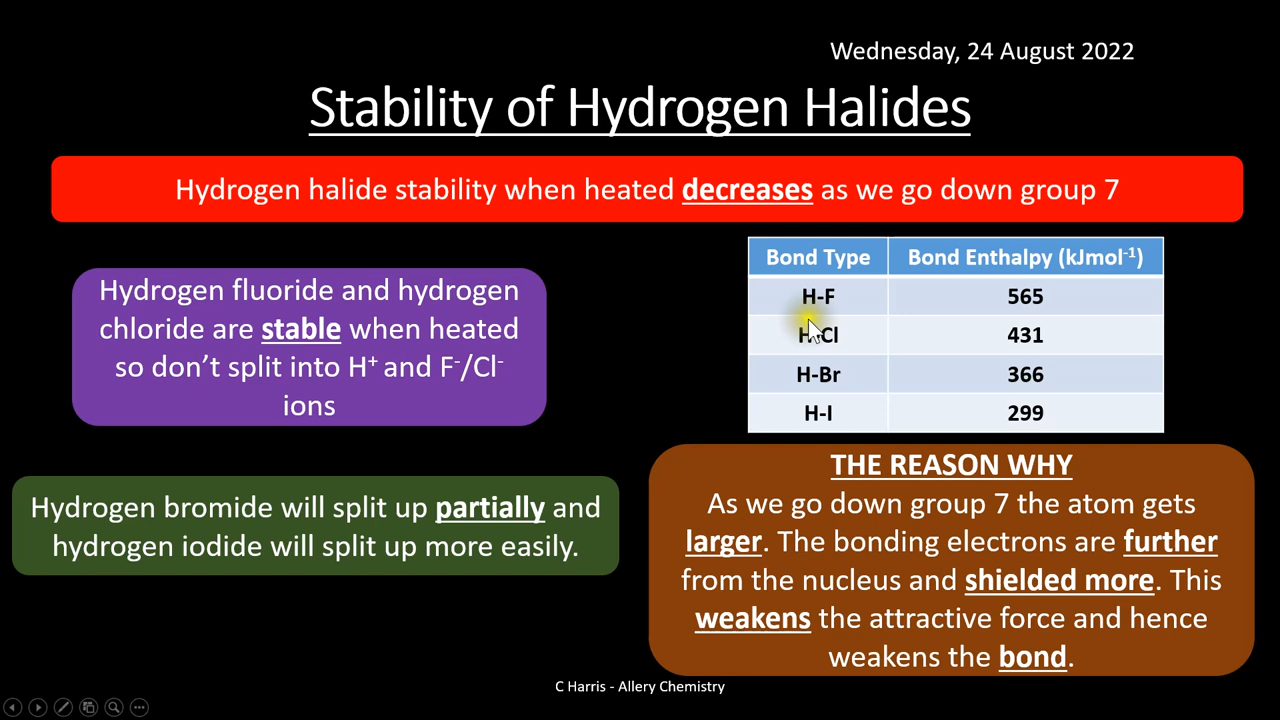 Wednesday, 24 August 2022
Stability of Hydrogen Halides
Hydrogen halide stability when heated decreases as we go down group 7
Hydrogen fluoride and hydrogen
chloride are stable when heated
so don’t split into H⁺ and F⁻/Cl⁻
ions
Bond Type Bond Enthalpy (kJmol⁻¹)
H-F 565
H-Cl 431
H-Br 366
H-I 299
Hydrogen bromide will split up partially and
hydrogen iodide will split up more easily.
THE REASON WHY
As we go down group 7 the atom gets
larger. The bonding electrons are further
from the nucleus and shielded more. This
weakens the attractive force and hence
weakens the bond.
C Harris - Allery Chemistry